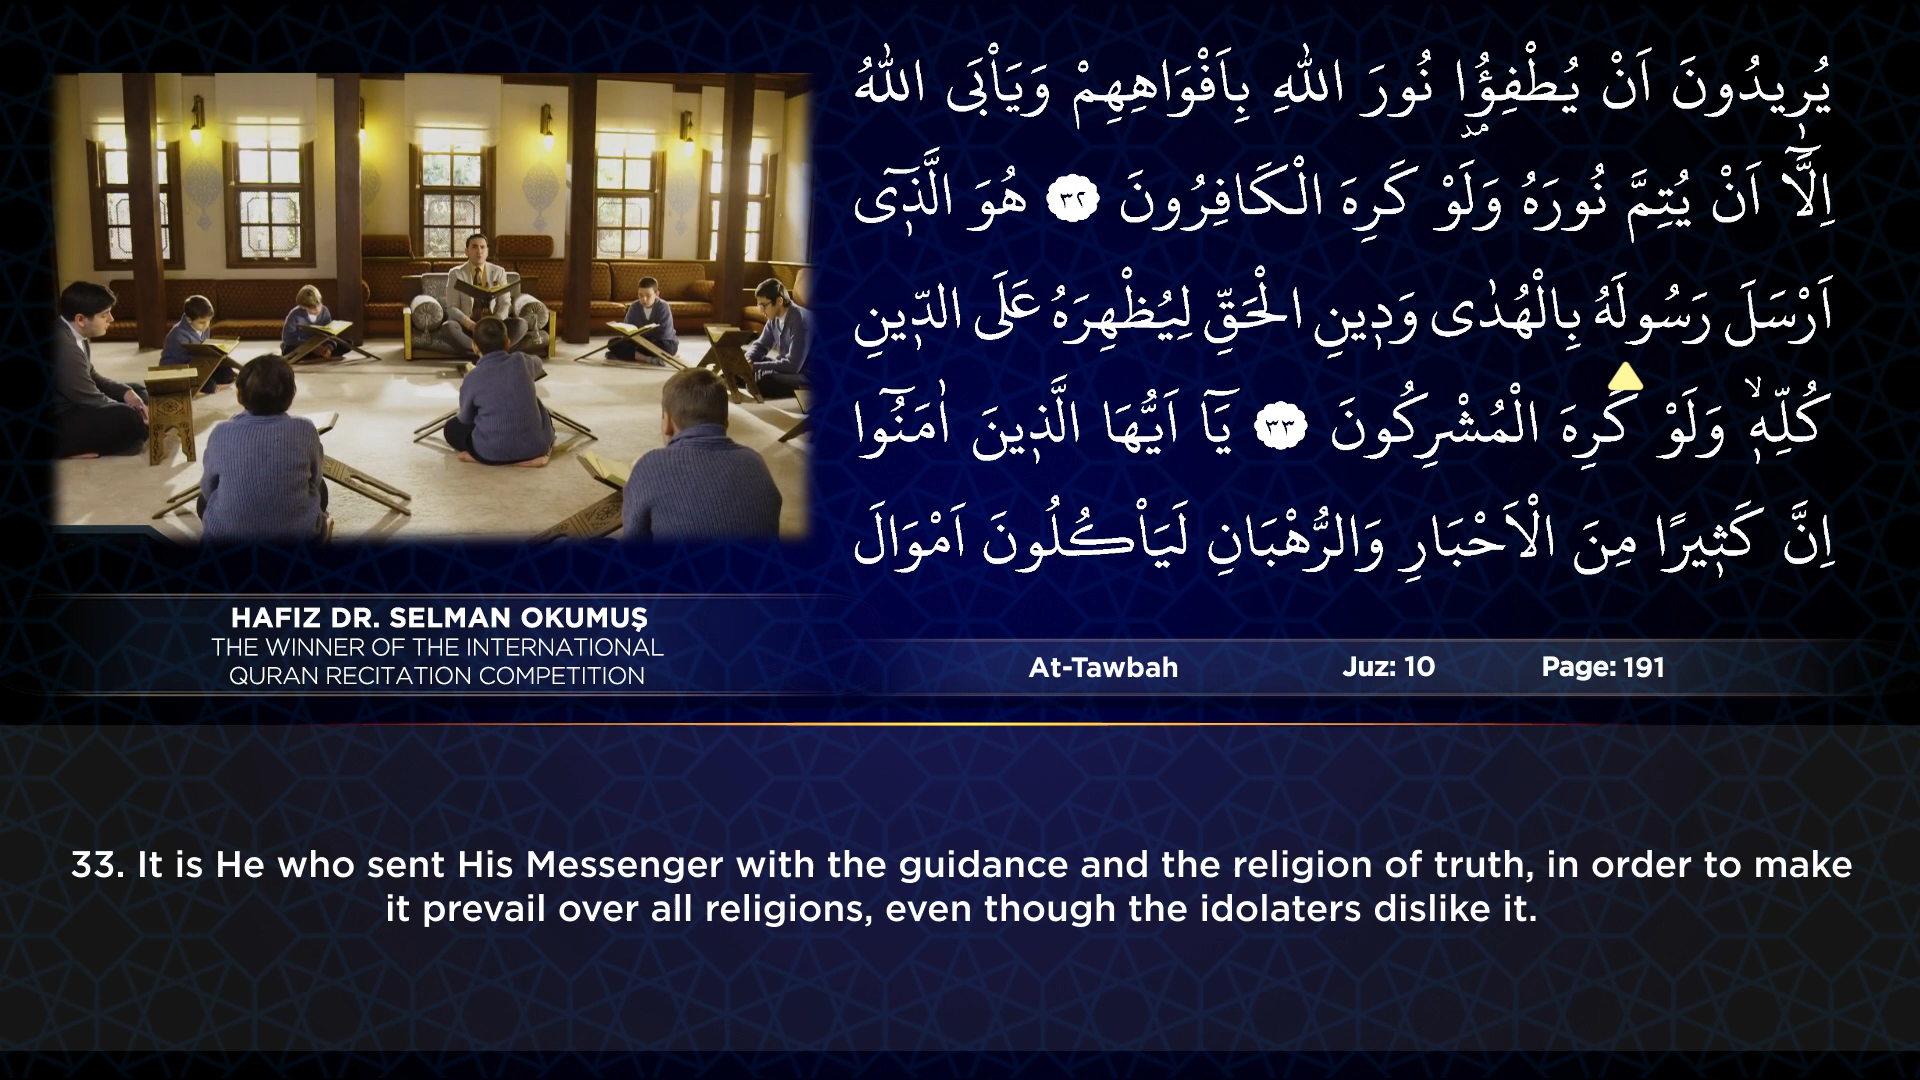 يُرِيدُونَ اَنْ يُطْفِؤُا نُورَ اللّٰهِ بِاَفْوَاهِهِمْ وَيَاْبَى اللّٰهُ
اِلَّٓا اَنْ يُتِمَّ نُورَهُ وَلَوْ كَرِهَ الْكَافِرُونَ ﴿٣٢﴾ هُوَ الَّذ۪ٓى
اَرْسَلَ رَسُولَهُ بِالْهُدٰى وَد۪ينِ الْحَقِّ لِيُظْهِرَهُ عَلَى الدّ۪ينِ
كُلِّه۪ۙ وَلَوْ كَرِهَ الْمُشْرِكُونَ ﴿٣٣﴾ يَٓا اَيُّهَا الَّذ۪ينَ اٰمَنُٓوا
اِنَّ كَث۪يرًا مِنَ الْاَحْبَارِ وَالرُّهْبَانِ لَيَاْكُلُونَ اَمْوَالَ
HAFIZ DR. SELMAN OKUMUŞ
THE WINNER OF THE INTERNATIONAL
QURAN RECITATION COMPETITION
At-Tawbah Juz: 10 Page: 191
33. It is He who sent His Messenger with the guidance and the religion of truth, in order to make
it prevail over all religions, even though the idolaters dislike it.